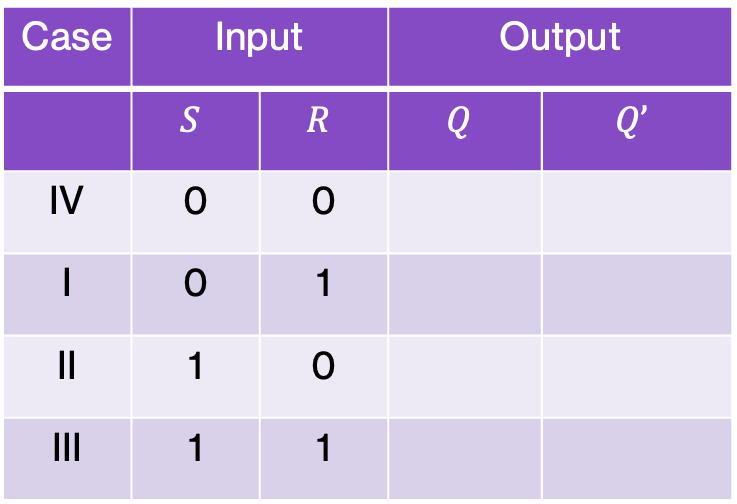 Case Input Output
S R Q Q’
IV 0 0
I 0 1
II 1 0
III 1 1